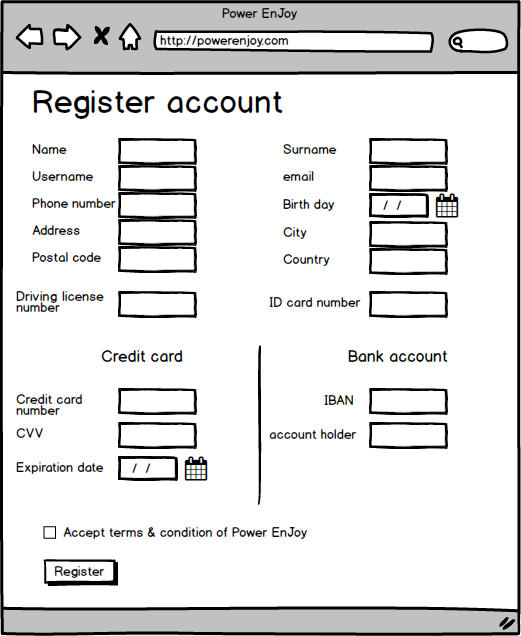 Power EnJoy
http://powerenjoy.com
Register account
Name
Surname
Username
email
Phone number
Birth day
/ /
Address
City
Postal code
Country
Driving license
number
ID card number
Credit card
Bank account
Credit card
number
IBAN
CVV
account holder
Expiration date
/ /
Accept terms & condition of Power EnJoy
Register